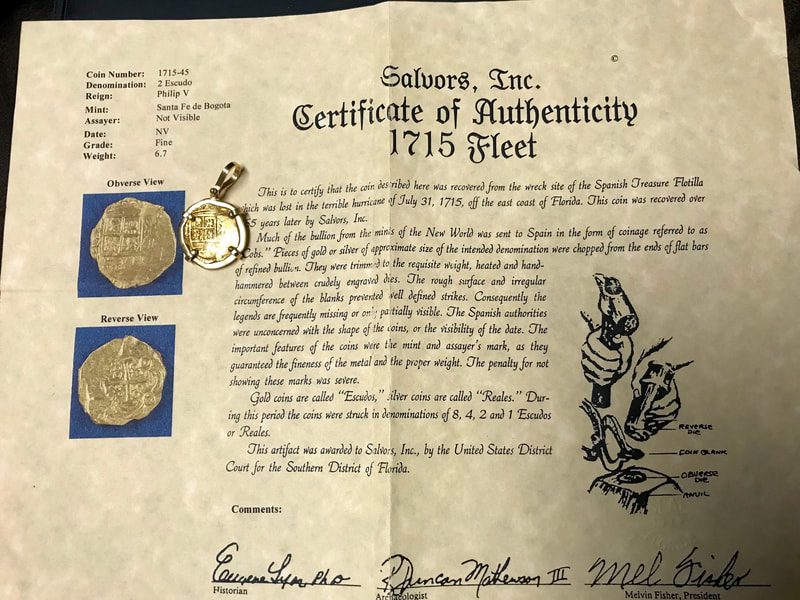 ©
Coin Number: 1715-45
Denomination: 2 Escudo
Reign: Philip V
Mint: Santa Fe de Bogota
Assayer: Not Visible
Date: NV
Grade: Fine
Weight: 6.7
Salvors, Inc.
Certificate of Authenticity
1715 Fleet
Obverse View
Reverse View
This is to certify that the coin described here was recovered from the wreck site of the Spanish Treasure Flotilla
which was lost in the terrible hurricane of July 31, 1715, off the east coast of Florida. This coin was recovered over
5 years later by Salvors, Inc.
Much of the bullion from the mints of the New World was sent to Spain in the form of coinage referred to as
Cobs." Pieces of gold or silver of approximate size of the intended denomination were chopped from the ends of flat bars
of refined bullion. They were trimmed to the requisite weight, heated and hand-
hammered between crudely engraved dies. The rough surface and irregular
circumference of the blanks prevented well defined strikes. Consequently the
legends are frequently missing or only partially visible. The Spanish authorities
were unconcerned with the shape of the coins, or the visibility of the date. The
important features of the coins were the mint and assayer's mark, as they
guaranteed the fineness of the metal and the proper weight. The penalty for not
showing these marks was severe.
Gold coins are called "Escudos," silver coins are called "Reales." Dur-
ing this period the coins were struck in denominations of 8, 4, 2 and 1 Escudos
or Reales.
This artifact was awarded to Salvors, Inc., by the United States District
Court for the Southern District of Florida.
REVERSE
DIE
COIN BLANK
OBVERSE
DIE
ANVIL
Comments:
Eugene Lyon PhD
R Duncan Mathewson III
Mel Fisher
Historian
Archaeologist
Melvin Fisher, President